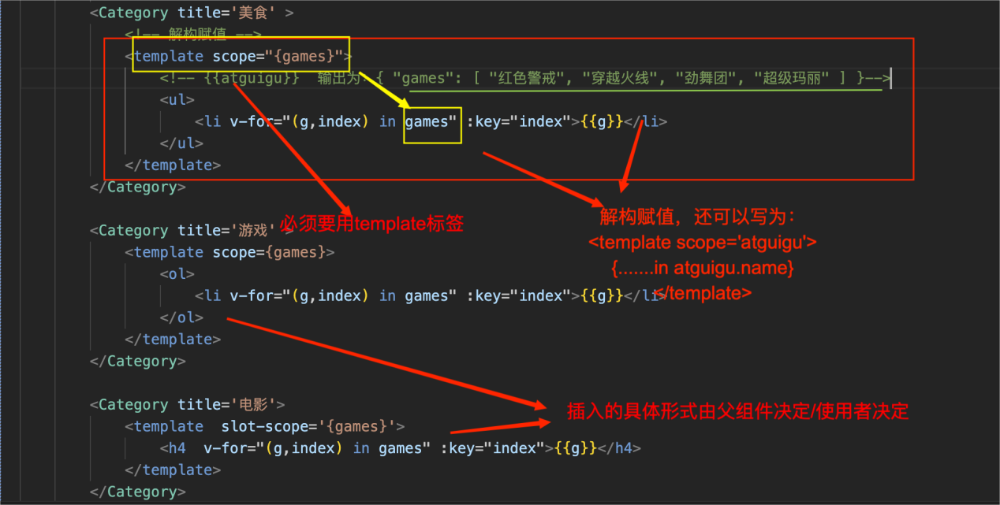 <Category title='美食' >
<!-- 解构赋值 -->
<template scope="{games}">
<!-- {{atguigu}}  输出为：{ "games": [ "红色警戒", "穿越火线", "劲舞团", "超级玛丽" ] }-->
<ul>
<li v-for="(g,index) in games" :key="index">{{g}}</li>
</ul>
</template>
</Category>
必须要用template标签
解构赋值，还可以写为：
<template scope='atguigu'>
{.......in atguigu.name}
</template>
<Category title='游戏' >
<template scope={games}>
<ol>
<li v-for="(g,index) in games" :key="index">{{g}}</li>
</ol>
</template>
</Category>
<Category title='电影'>
<template  slot-scope='{games}'>
<h4  v-for="(g,index) in games" :key="index">{{g}}</h4>
</template>
</Category>
插入的具体形式由父组件决定/使用者决定